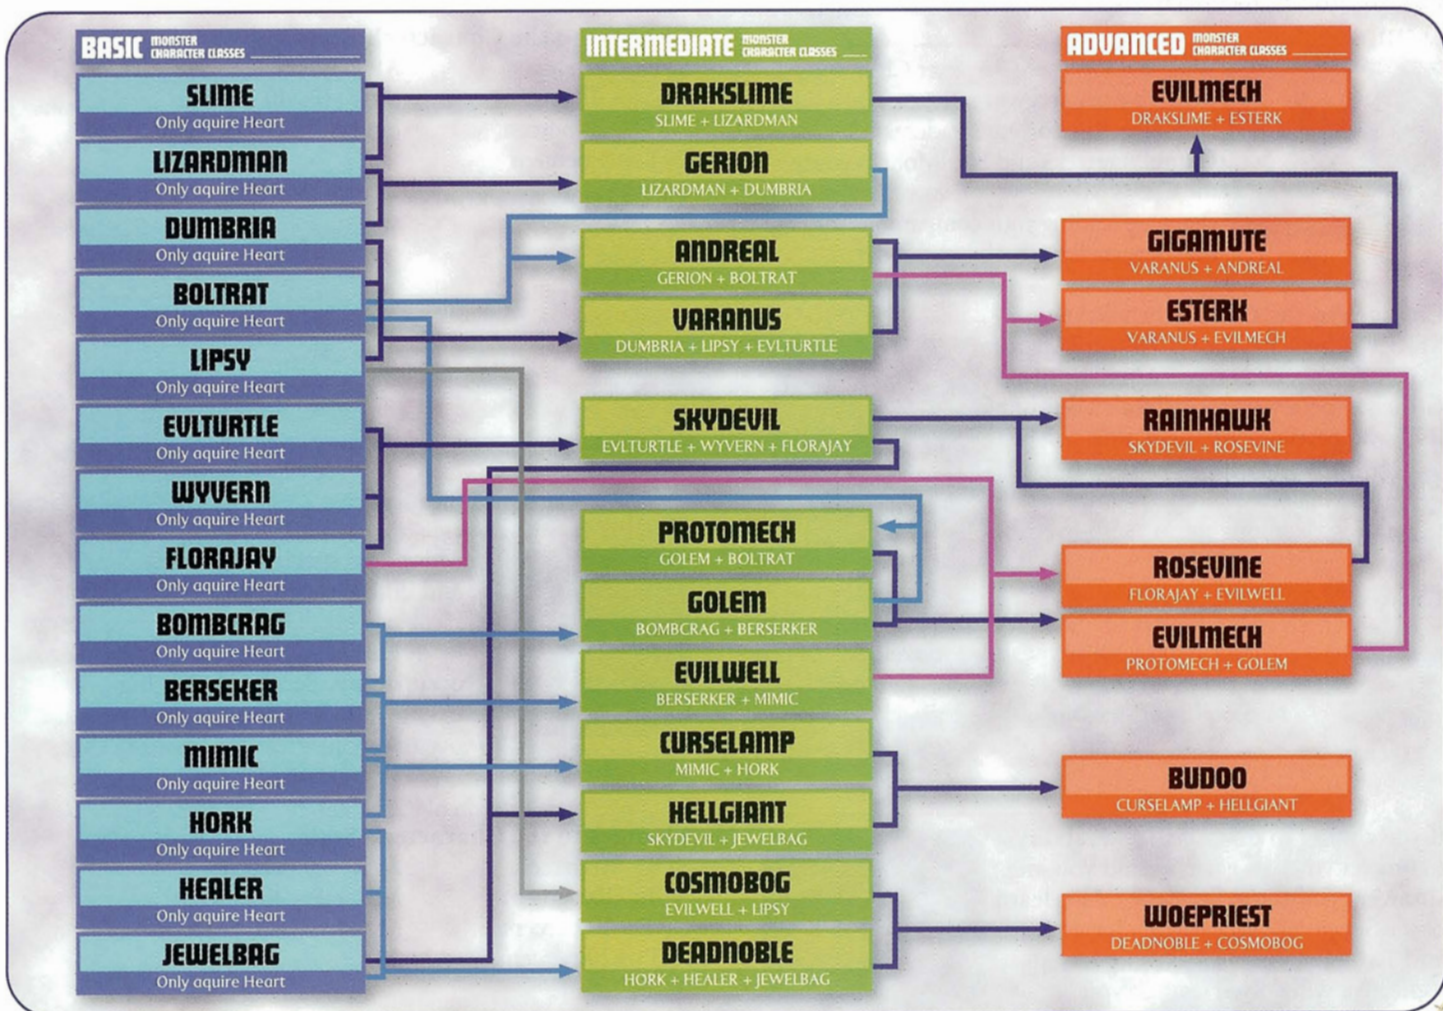 BASIC MONSTER CHARACTER CLASSES
SLIME
Only aquire Heart
LIZARDMAN
Only aquire Heart
DUMBRIA
Only aquire Heart
BOLTRAT
Only aquire Heart
LIPSY
Only aquire Heart
EVLTURTLE
Only aquire Heart
WYVERN
Only aquire Heart
FLORAJAY
Only aquire Heart
BOMBCRAG
Only aquire Heart
BERSEKER
Only aquire Heart
MIMIC
Only aquire Heart
HORK
Only aquire Heart
HEALER
Only aquire Heart
JEWELBAG
Only aquire Heart
INTERMEDIATE MONSTER CHARACTER CLASSES
DRAKSLIME
SLIME + LIZARDMAN
GERION
LIZARDMAN + DUMBRIA
ANDREAL
GERION + BOLTRAT
VARANUS
DUMBRIA + LIPSY + EVLTURTLE
SKYDEVIL
EVLTURTLE + WYVERN + FLORAJAY
PROTOMECH
GOLEM + BOLTRAT
GOLEM
BOMBCRAG + BERSERKER
EVILWELL
BERSERKER + MIMIC
CURSELAMP
MIMIC + HORK
HELLGIANT
SKYDEVIL + JEWELBAG
COSMOBOG
EVILWELL + LIPSY
DEADNOBLE
HORK + HEALER + JEWELBAG
ADVANCED MONSTER CHARACTER CLASSES
EVILMECH
DRAKSLIME + ESTERK
GIGAMUTE
VARANUS + ANDREAL
ESTERK
VARANUS + EVILMECH
RAINHAWK
SKYDEVIL + ROSEVINE
ROSEVINE
FLORAJAY + EVILWELL
EVILMECH
PROTOMECH + GOLEM
BUDOO
CURSELAMP + HELLGIANT
WOEPRIEST
DEADNOBLE + COSMOBOG